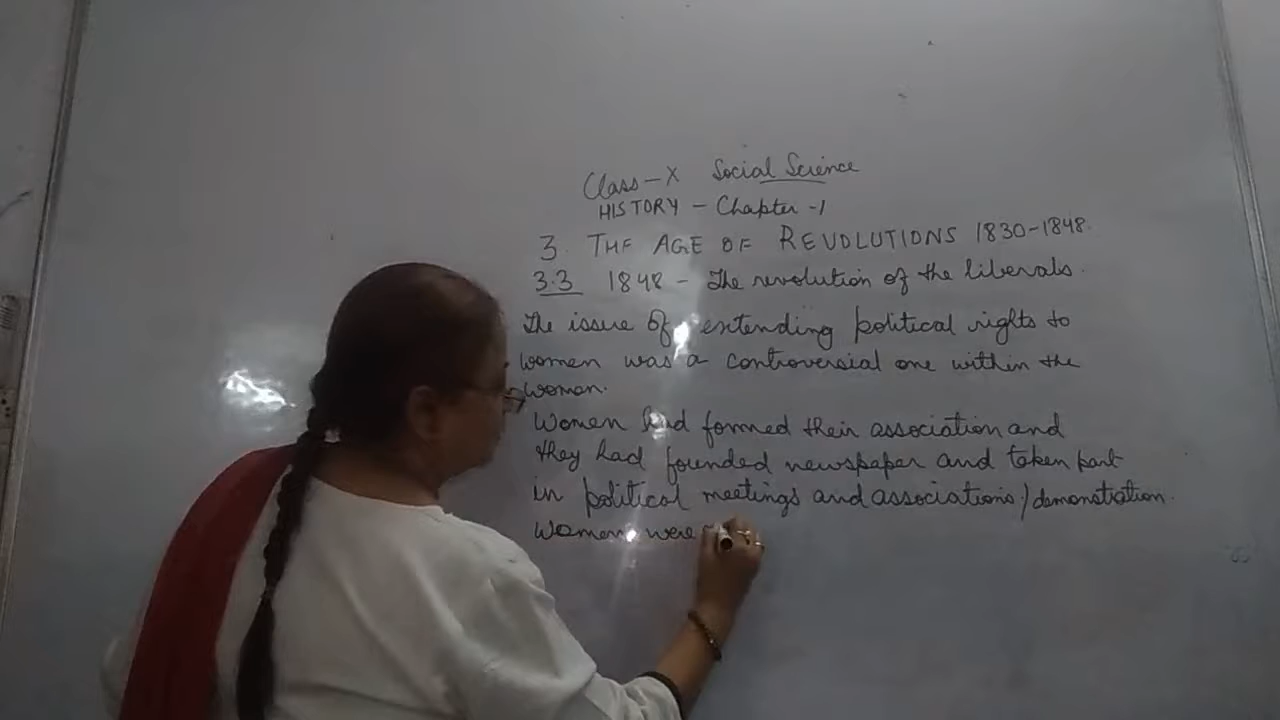 Class-X Social Science
HISTORY - Chapter -1
3. THE AGE OF REVOLUTIONS 1830-1848.
3.3 1848 - The revolution of the liberals.
The issue of extending political rights to
women was a controversial one within the
woman.
Women had formed their association and
they had founded newspaper and taken part
in political meetings and associations/demonstration.
Women were